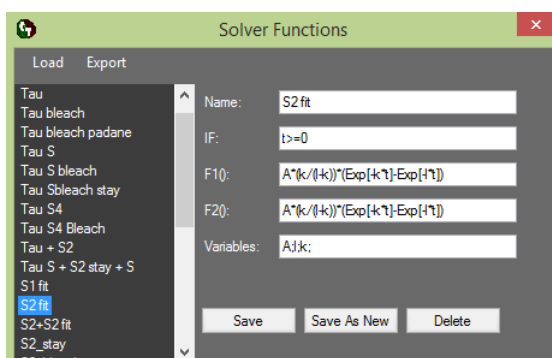 Solver Functions
Load Export
Tau
Tau bleach
Tau bleach padane
Tau S
Tau S bleach
Tau Sbleach stay
Tau S4
Tau S4 Bleach
Tau + S2
Tau S + S2 stay + S
S1 fit
S2 fit
S2+S2 fit
S2_stay
Name: S2 fit
IF: t>=0
F1(): A*(k/(l-k))*(Exp[-k*t]-Exp[-l*t])
F2(): A*(k/(l-k))*(Exp[-k*t]-Exp[-l*t])
Variables: A;l;k;
Save Save As New Delete